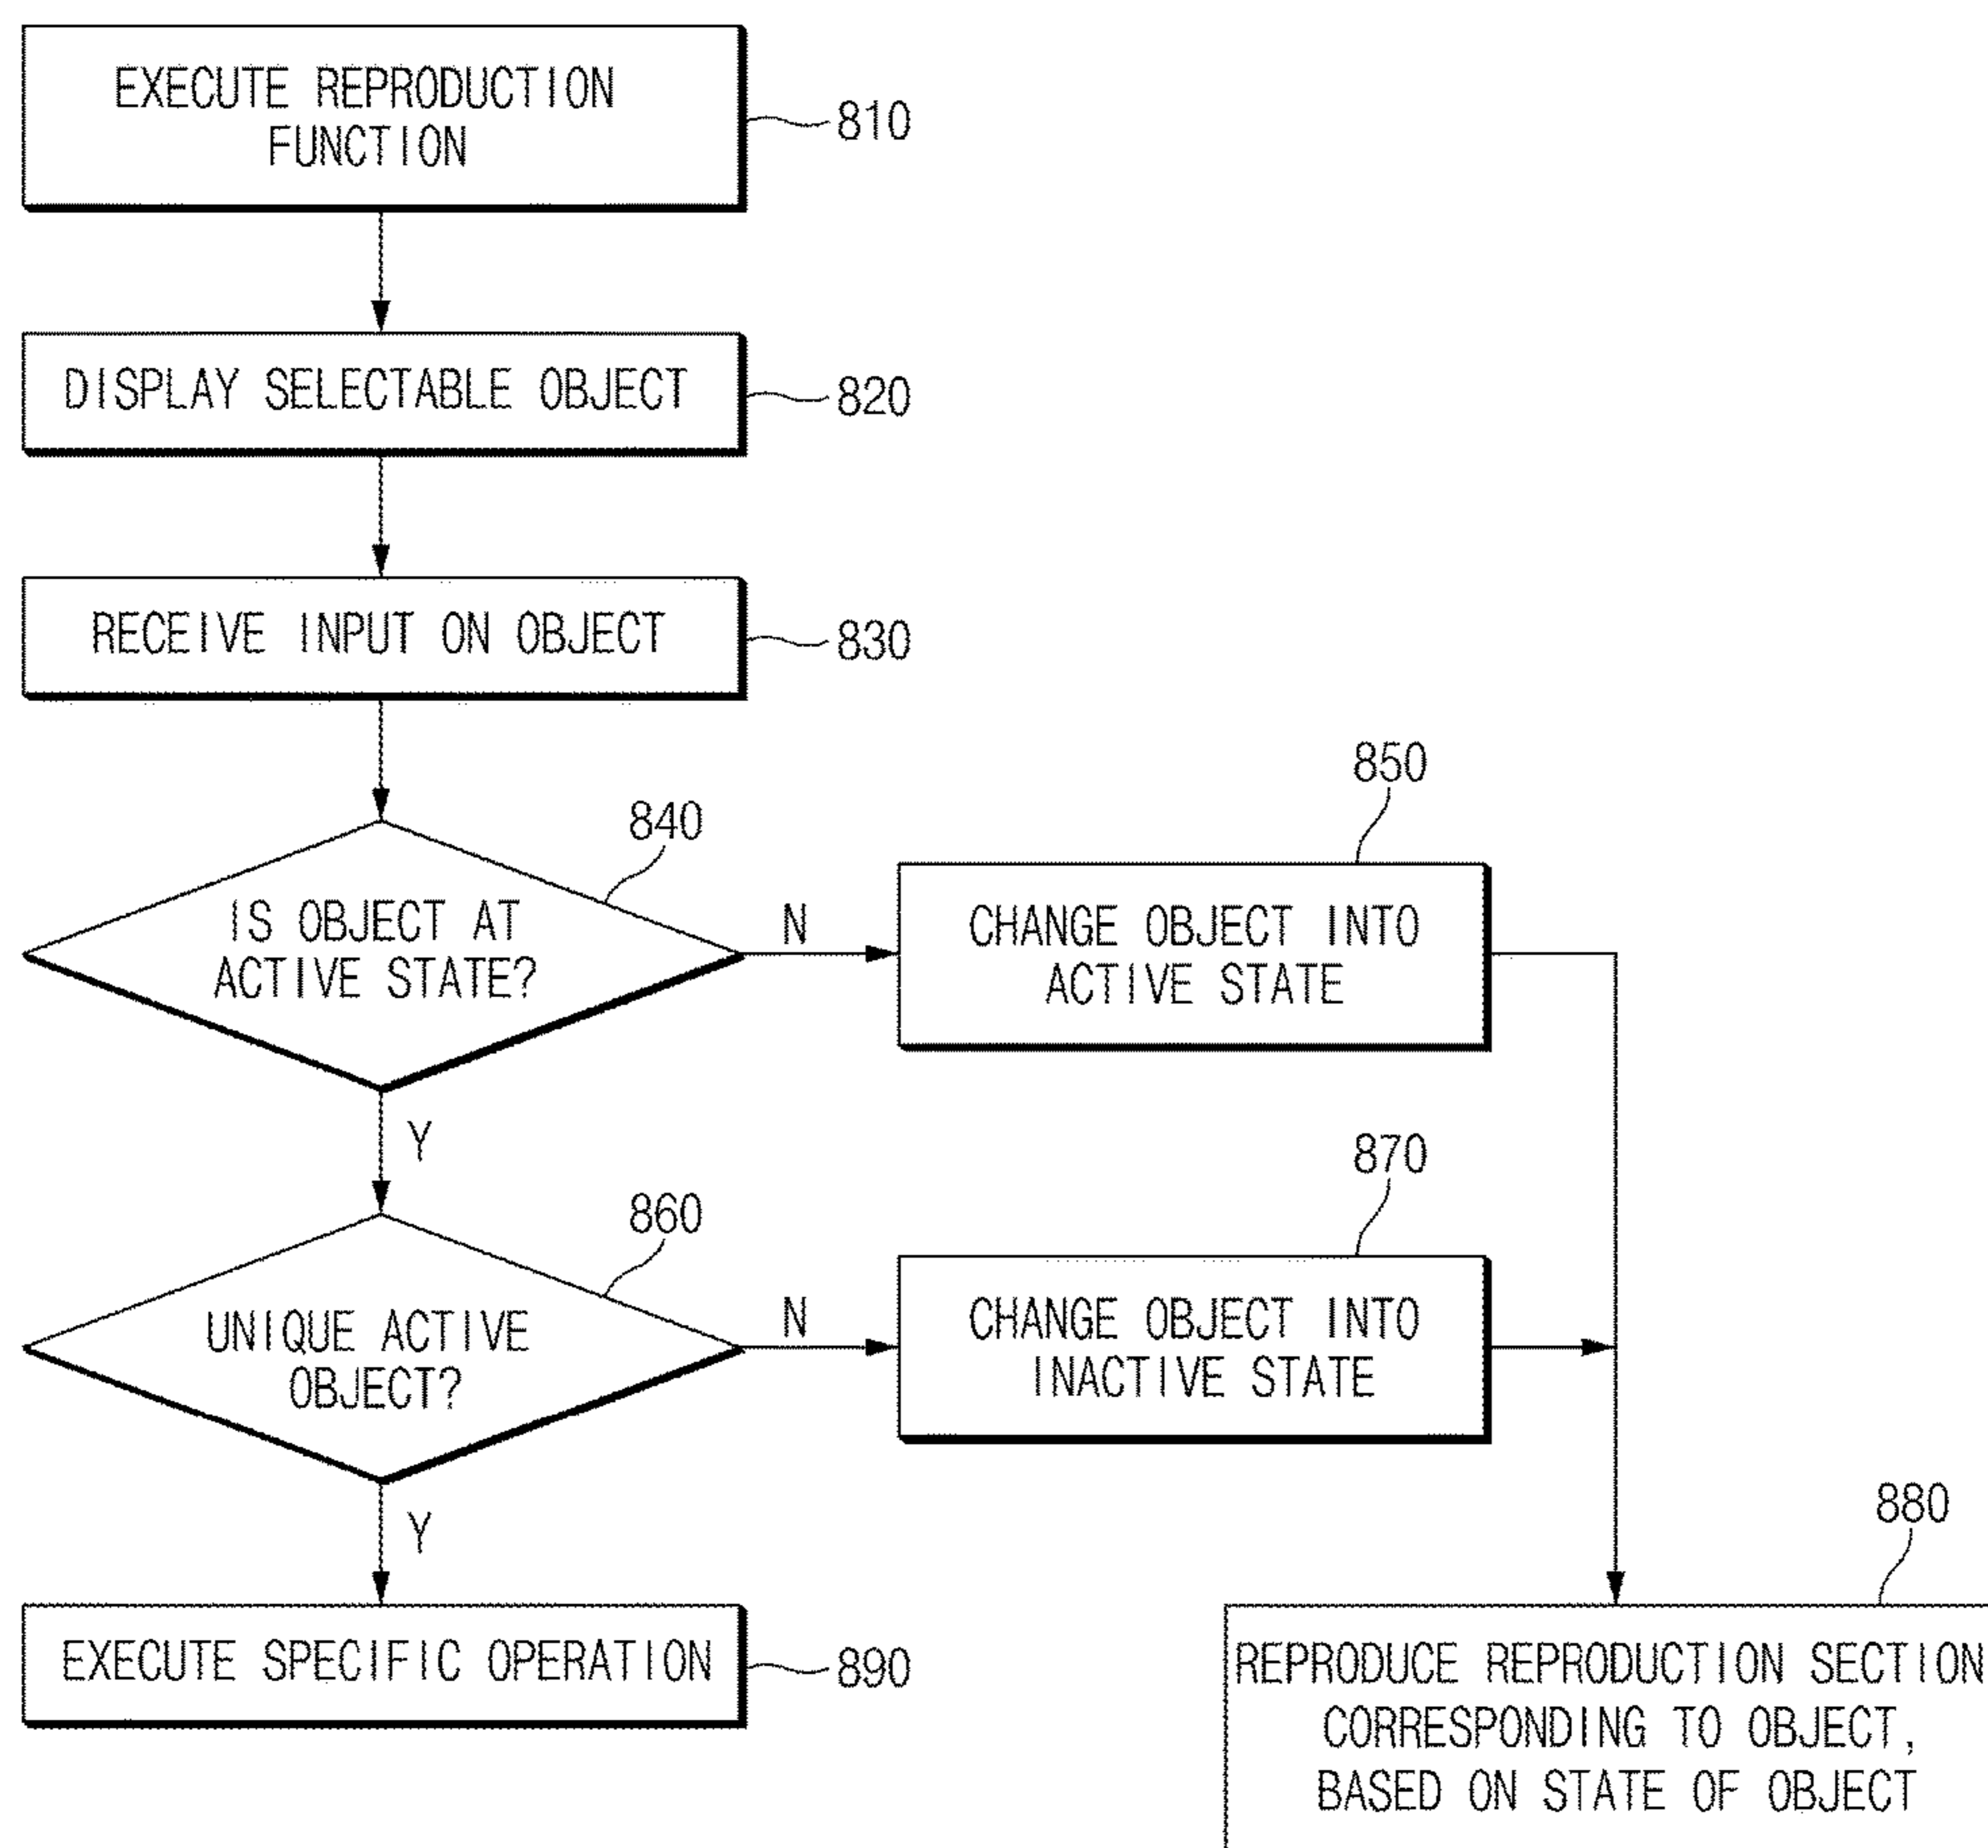 EXECUTE REPRODUCTION
FUNCTION
810
DISPLAY SELECTABLE OBJECT
820
RECEIVE INPUT ON OBJECT
830
840
IS OBJECT AT
ACTIVE STATE?
N
850
CHANGE OBJECT INTO
ACTIVE STATE
Y
860
UNIQUE ACTIVE
OBJECT?
N
870
CHANGE OBJECT INTO
INACTIVE STATE
Y
EXECUTE SPECIFIC OPERATION
890
880
REPRODUCE REPRODUCTION SECTION
CORRESPONDING TO OBJECT,
BASED ON STATE OF OBJECT